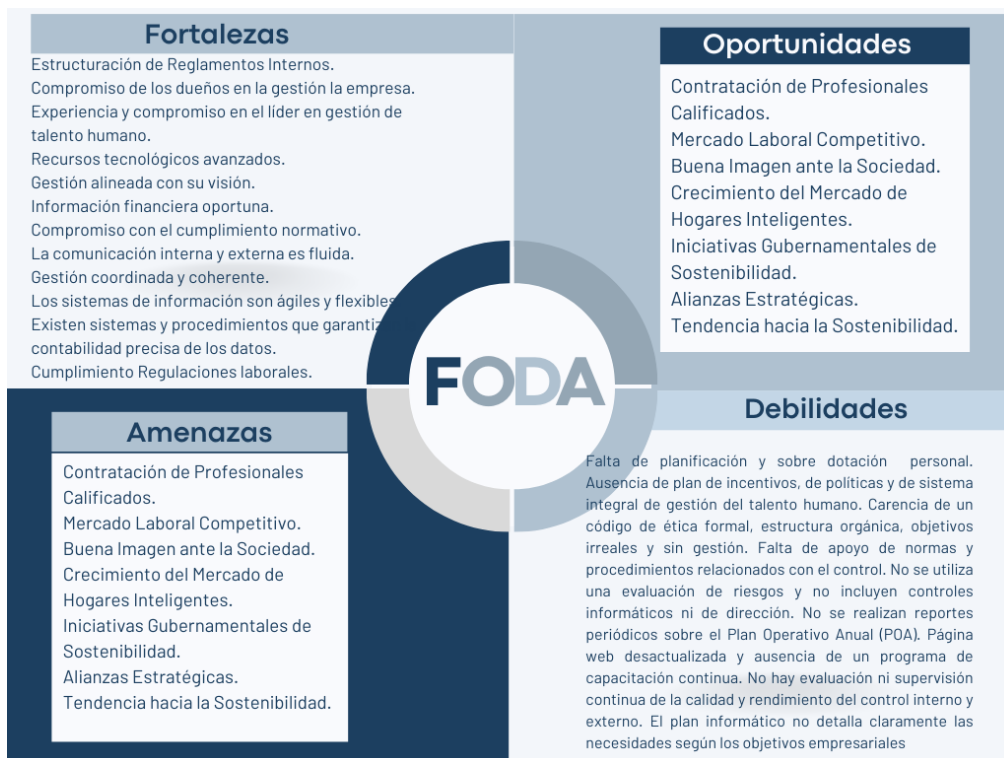 Fortalezas
Estructuración de Reglamentos Internos.
Compromiso de los dueños en la gestión la empresa.
Experiencia y compromiso en el líder en gestión de
talento humano.
Recursos tecnológicos avanzados.
Gestión alineada con su visión.
Información financiera oportuna.
Compromiso con el cumplimiento normativo.
La comunicación interna y externa es fluida.
Gestión coordinada y coherente.
Los sistemas de información son ágiles y flexibles
Existen sistemas y procedimientos que
contabilidad precisa de los datos.
Cumplimiento Regulaciones laborales.
Oportunidades
Contratación de Profesionales
Calificados.
Mercado Laboral Competitivo.
Buena Imagen ante la Sociedad.
Crecimiento del Mercado de
Hogares Inteligentes.
Iniciativas Gubernamentales de
Sostenibilidad.
Alianzas Estratégicas.
Tendencia hacia la Sostenibilidad.
FODA
Amenazas
Contratación de Profesionales
Calificados.
Mercado Laboral Competitivo.
Buena Imagen ante la Sociedad.
Crecimiento del Mercado de
Hogares Inteligentes.
Iniciativas Gubernamentales de
Sostenibilidad.
Alianzas Estratégicas.
Tendencia hacia la Sostenibilidad.
Debilidades
Falta de planificación y sobre dotación personal.
Ausencia de plan de incentivos, de políticas y de sistema
integral de gestión del talento humano. Carencia de un
código de ética formal, estructura orgánica, objetivos
irreales y sin gestión. Falta de apoyo de normas y
procedimientos relacionados con el control. No se utiliza
una evaluación de riesgos y no incluyen controles
informáticos ni de dirección. No se realizan reportes
periódicos sobre el Plan Operativo Anual (POA). Página
web desactualizada y ausencia de un programa de
capacitación continua. No hay evaluación ni supervisión
continua de la calidad y rendimiento del control interno y
externo. El plan informático no detalla claramente las
necesidades según los objetivos empresariales